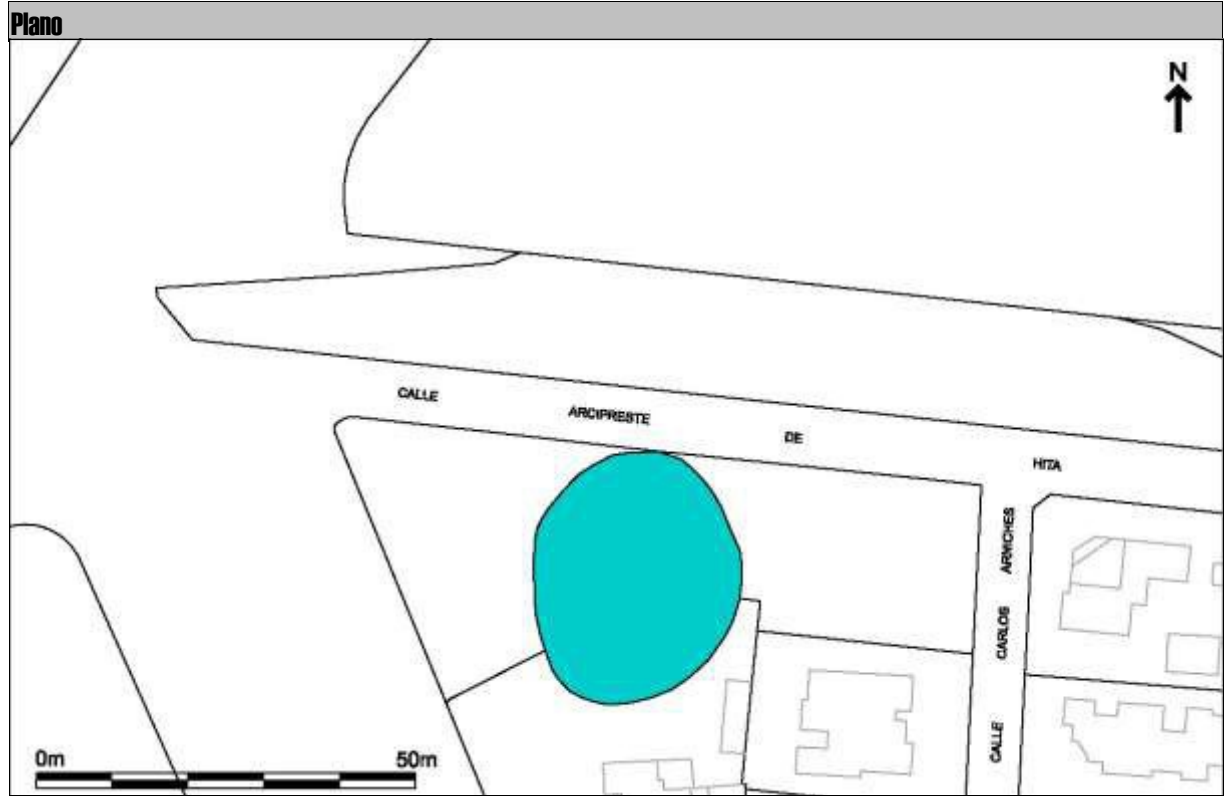 Plano
N
CALLE ARCIPRESTE DE HITA
CALLE CARLOS ARNICHES
0m 50m